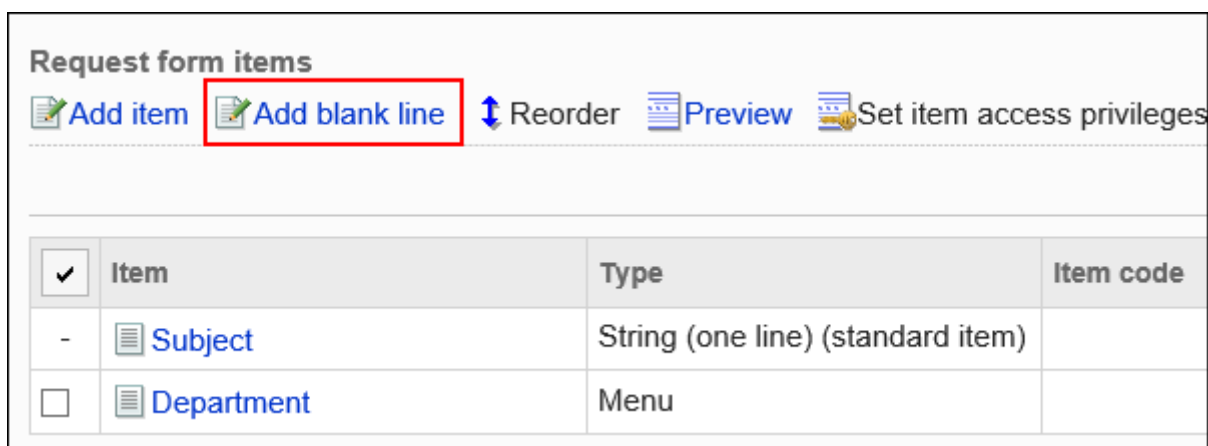 Request form items
Add item Add blank line Reorder Preview Set item access privileges
Item Type Item code
- Subject String (one line) (standard item)
Department Menu